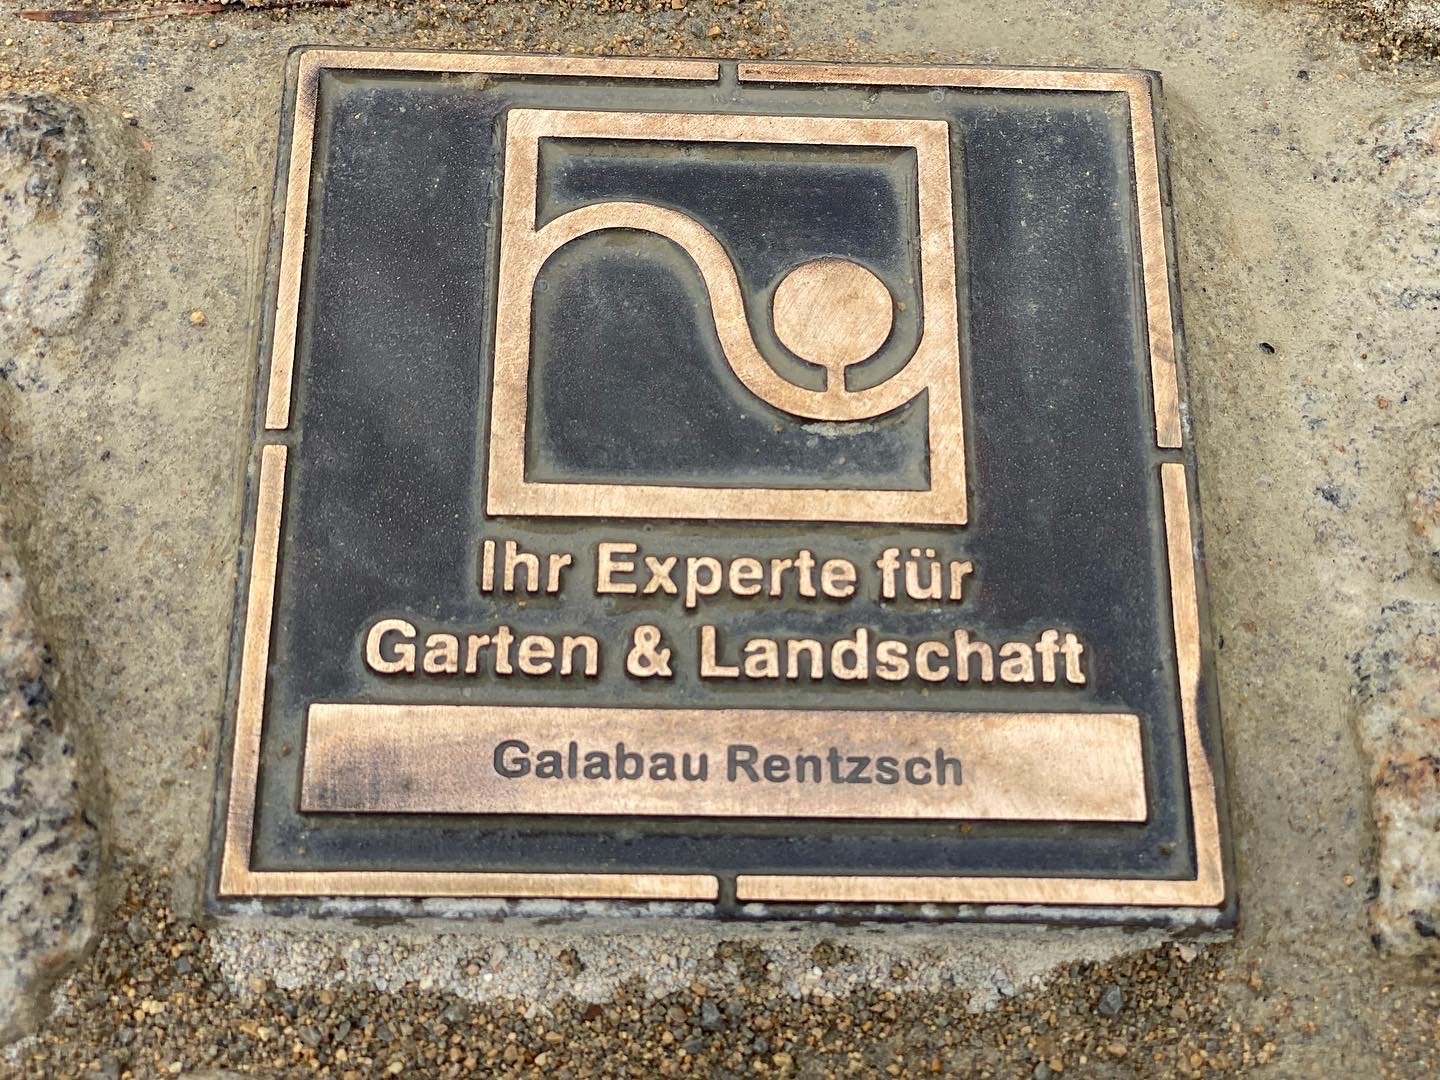 Ihr Experte für
Garten & Landschaft
Galabau Rentzsch